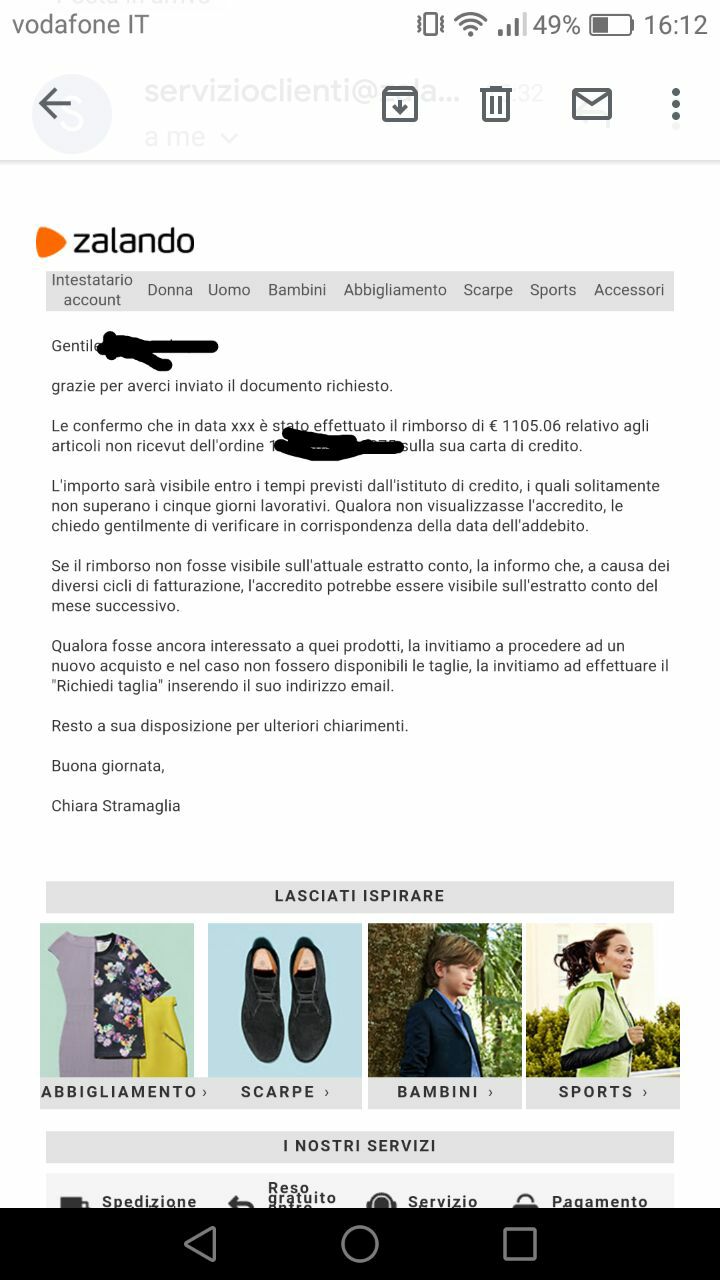 vodafone IT 49% 16:12
servizioclienti@
a me
zalando
Intestatario account Donna Uomo Bambini Abbigliamento Scarpe Sports Accessori
Gentile
grazie per averci inviato il documento richiesto.
Le confermo che in data xxx è stato effettuato il rimborso di € 1105.06 relativo agli
articoli non ricevut dell'ordine sulla sua carta di credito.
L'importo sarà visibile entro i tempi previsti dall'istituto di credito, i quali solitamente
non superano i cinque giorni lavorativi. Qualora non visualizzasse l'accredito, le
chiedo gentilmente di verificare in corrispondenza della data dell'addebito.
Se il rimborso non fosse visibile sull'attuale estratto conto, la informo che, a causa dei
diversi cicli di fatturazione, l'accredito potrebbe essere visibile sull'estratto conto del
mese successivo.
Qualora fosse ancora interessato a quei prodotti, la invitiamo a procedere ad un
nuovo acquisto e nel caso non fossero disponibili le taglie, la invitiamo ad effettuare il
"Richiedi taglia" inserendo il suo indirizzo email.
Resto a sua disposizione per ulteriori chiarimenti.
Buona giornata,
Chiara Stramaglia
LASCIATI ISPIRARE
ABBIGLIAMENTO › SCARPE › BAMBINI › SPORTS ›
I NOSTRI SERVIZI
Spedizione Reso gratuito Servizio Pagamento